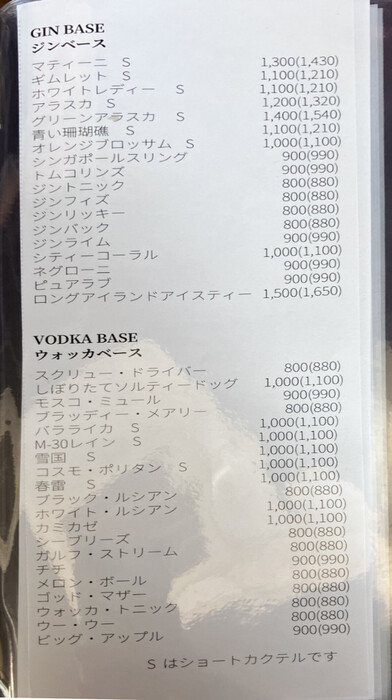 GIN BASE
ジンベース
マティーニ S 1,300(1,430)
ギムレット S 1,100(1,210)
ホワイトレディー S 1,100(1,210)
アラスカ S 1,200(1,320)
グリーンアラスカ S 1,400(1,540)
青い珊瑚礁 S 1,100(1,210)
オレンジブロッサム S 1,000(1,100)
シンガポールスリング 900(990)
トムコリンズ 900(990)
ジントニック 800(880)
ジンフィズ 800(880)
ジンリッキー 800(880)
ジンバック 800(880)
ジンライム 900(990)
シティーコーラル 1,000(1,100)
ネグローニ 900(990)
ピュアラブ 900(990)
ロングアイランドアイスティー 1,500(1,650)
VODKA BASE
ウォッカベース
スクリュー・ドライバー 800(880)
しぼりたてソルティードッグ 1,000(1,100)
モスコ・ミュール 900(990)
ブラッディー・メアリー 800(880)
バラライカ S 1,000(1,100)
M-30レイン S 1,000(1,100)
雪国 S 1,000(1,100)
コスモ・ポリタン S 1,000(1,100)
春雷 S 1,000(1,100)
ブラック・ルシアン 800(880)
ホワイト・ルシアン 1,000(1,100)
カミカゼ 1,000(1,100)
シーブリーズ 800(880)
ガルフ・ストリーム 800(880)
チチ 900(990)
メロン・ボール 800(880)
ゴッド・マザー 800(880)
ウォッカ・トニック 800(880)
ウー・ウー 800(880)
ビッグ・アップル 900(990)
S はショートカクテルです